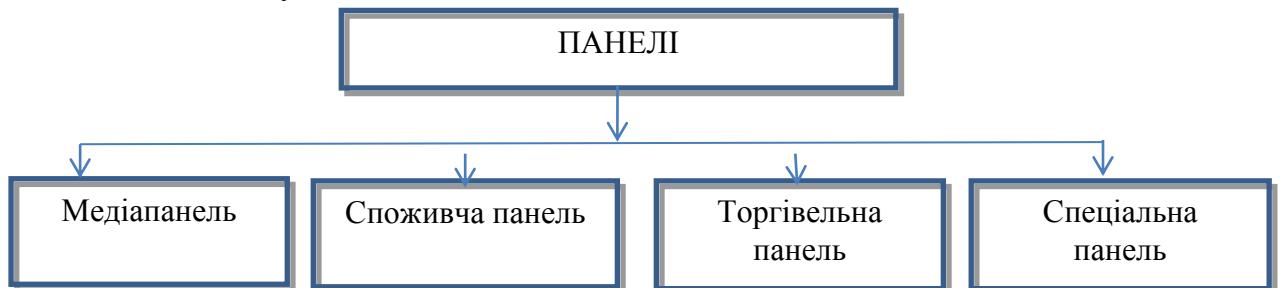 ПАНЕЛІ
Медіапанель
Споживча панель
Торгівельна
панель
Спеціальна
панель